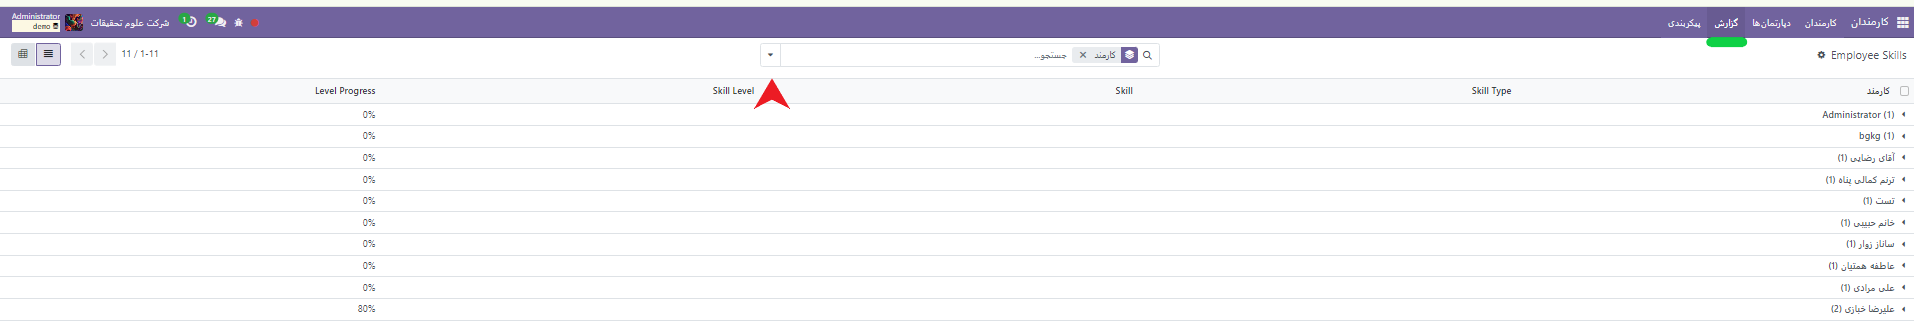 کارمندان کارمندان دپارتمان‌ها گزارش پیکربندی 27 1 شرکت علوم تحقیقات Administrator
demo
Employee Skills کارمند جستجو... 11 / 1-11
کارمند Skill Type Skill Skill Level Level Progress
Administrator (1) 0%
bgkg (1) 0%
آقای رضایی (1) 0%
ترنم کمالی پناه (1) 0%
تست (1) 0%
خانم حبیبی (1) 0%
ساناز زوار (1) 0%
عاطفه همتیان (1) 0%
علی مرادی (1) 0%
علیرضا خبازی (2) 80%